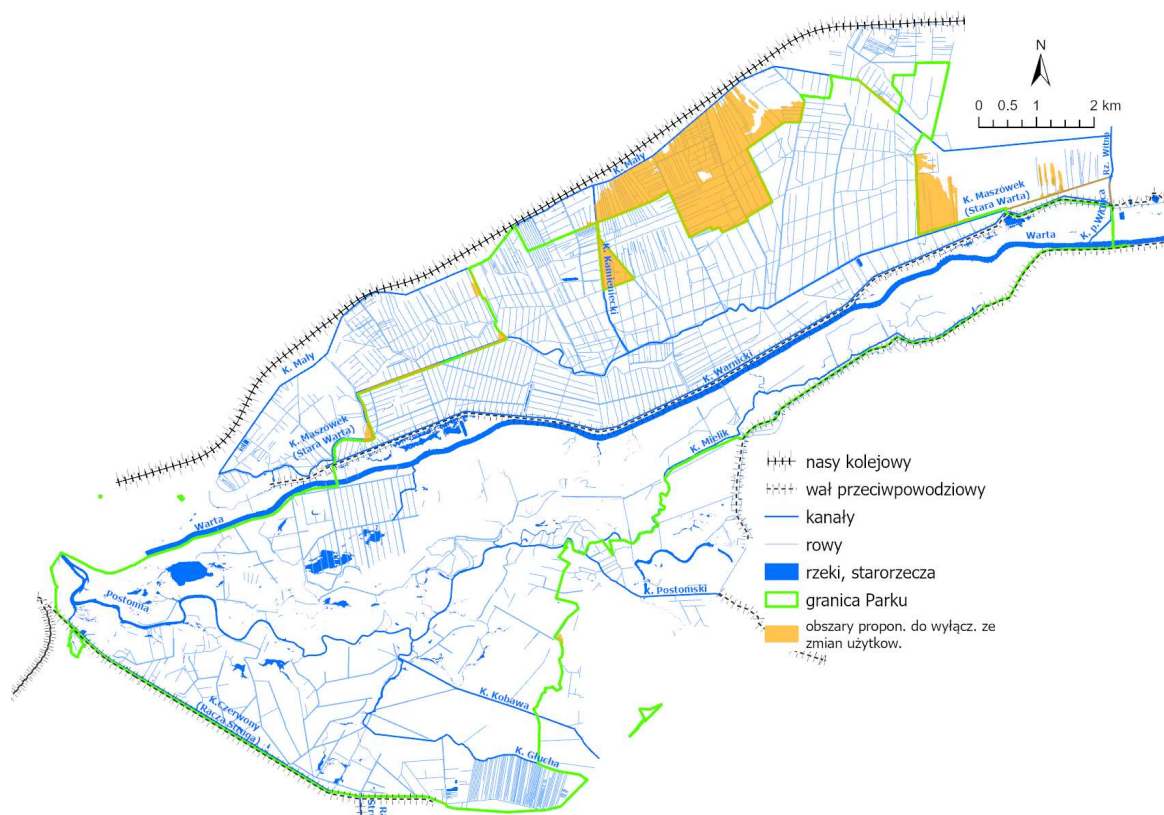 N
0 0.5 1 2 km
K. Mały
Rz. Witna
K. Maszówek
(Stara Warta)
K. p.Witnica
Warta
K. Kamieniecki
K. Mały
K. Warnicki
K. Maszówek
(Stara Warta)
K. Mielik
Warta
Postomia
K. Postomski
K.Czerwony
(Racza Struga)
K. Kobawa
K. Głucha
nasy kolejowy
wał przeciwpowodziowy
kanały
rowy
rzeki, starorzecza
granica Parku
obszary propon. do wyłącz. ze
zmian użytkow.